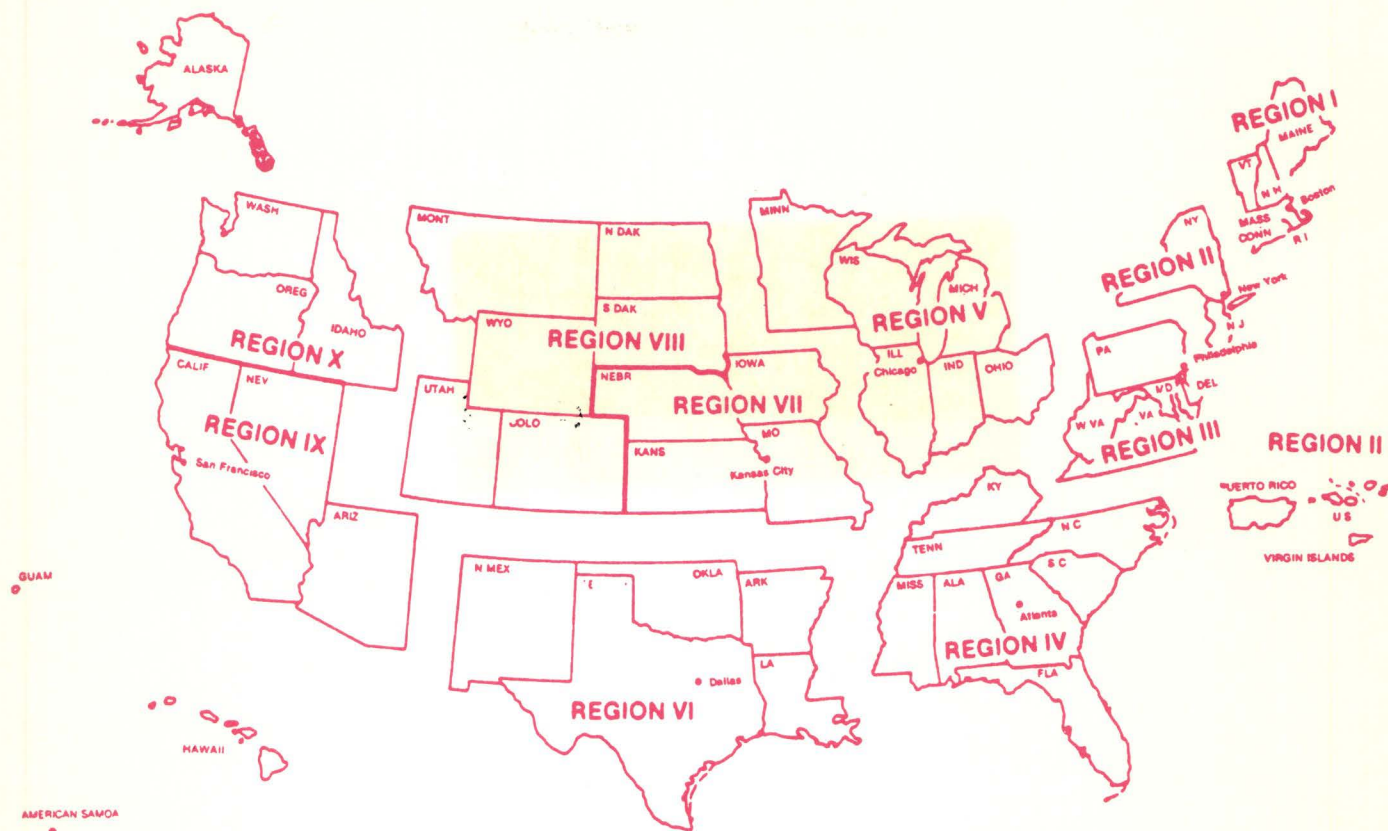 ALASKA
REGION I
MAINE
VT
N H
Boston
MASS
CONN
R I
WASH
MONT
N DAK
MINN
NY
REGION II
New York
N J
OREG
IDAHO
REGION X
S DAK
WYO
REGION VIII
WIS
MICH
REGION V
PA
Philadelphia
MD
DEL
CALIF
NEV
UTAH
NEBR
IOWA
REGION VII
ILL
Chicago
IND
OHIO
W VA
VA
REGION III
REGION IX
San Francisco
OLO
KANS
MO
Kansas City
REGION II
UERTO RICO
U S
VIRGIN ISLANDS
KY
ARIZ
TENN
N C
S C
GUAM
N MEX
E
OKLA
ARK
MISS
ALA
GA
Atlanta
REGION IV
FLA
LA
Dallas
REGION VI
HAWAII
AMERICAN SAMOA